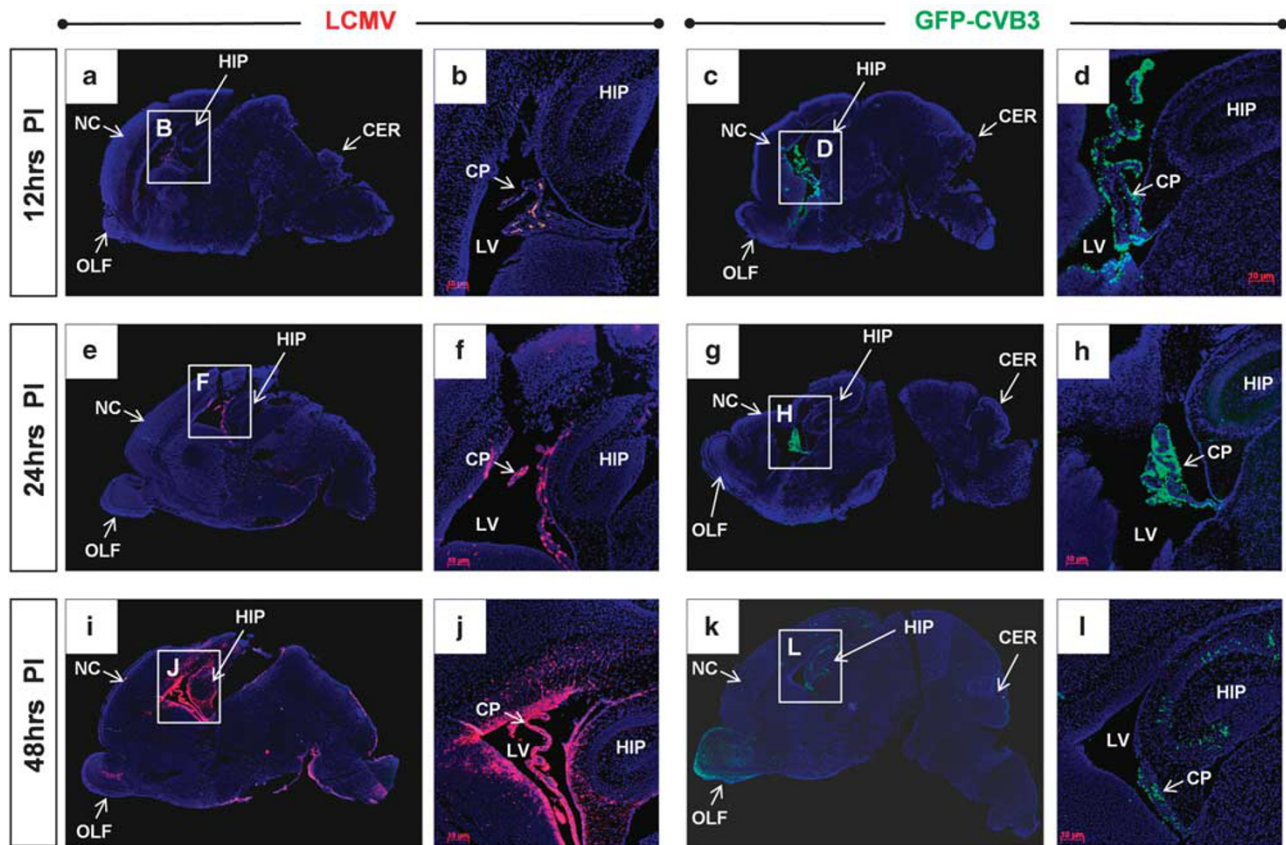 LCMV
GFP-CVB3
12hrs PI
a
HIP
NC
B
CER
OLF
b
HIP
CP
LV
c
HIP
NC
D
CER
OLF
d
HIP
CP
LV
24hrs PI
e
HIP
F
NC
OLF
f
CP
HIP
LV
g
HIP
CER
NC
H
OLF
h
HIP
CP
LV
48hrs PI
i
HIP
NC
J
OLF
j
CP
LV
HIP
k
HIP
L
CER
NC
OLF
l
HIP
LV
CP